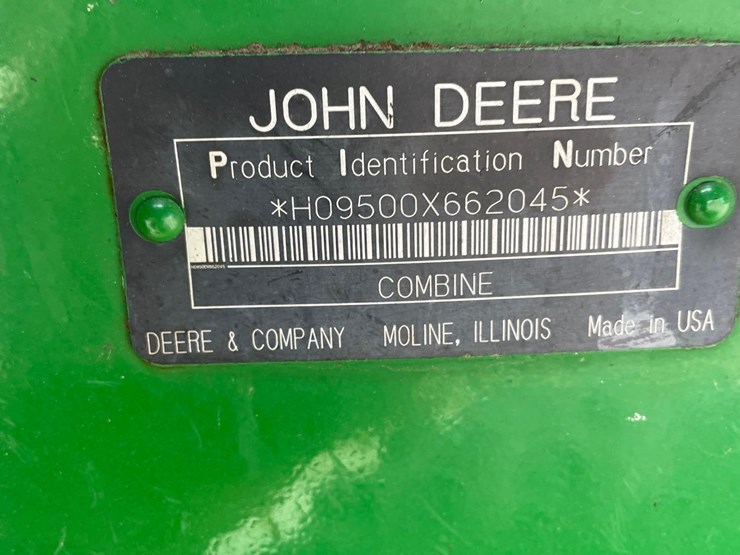 JOHN DEERE
Product Identification Number
*H09500X662045*
COMBINE
DEERE & COMPANY MOLINE, ILLINOIS Made in USA